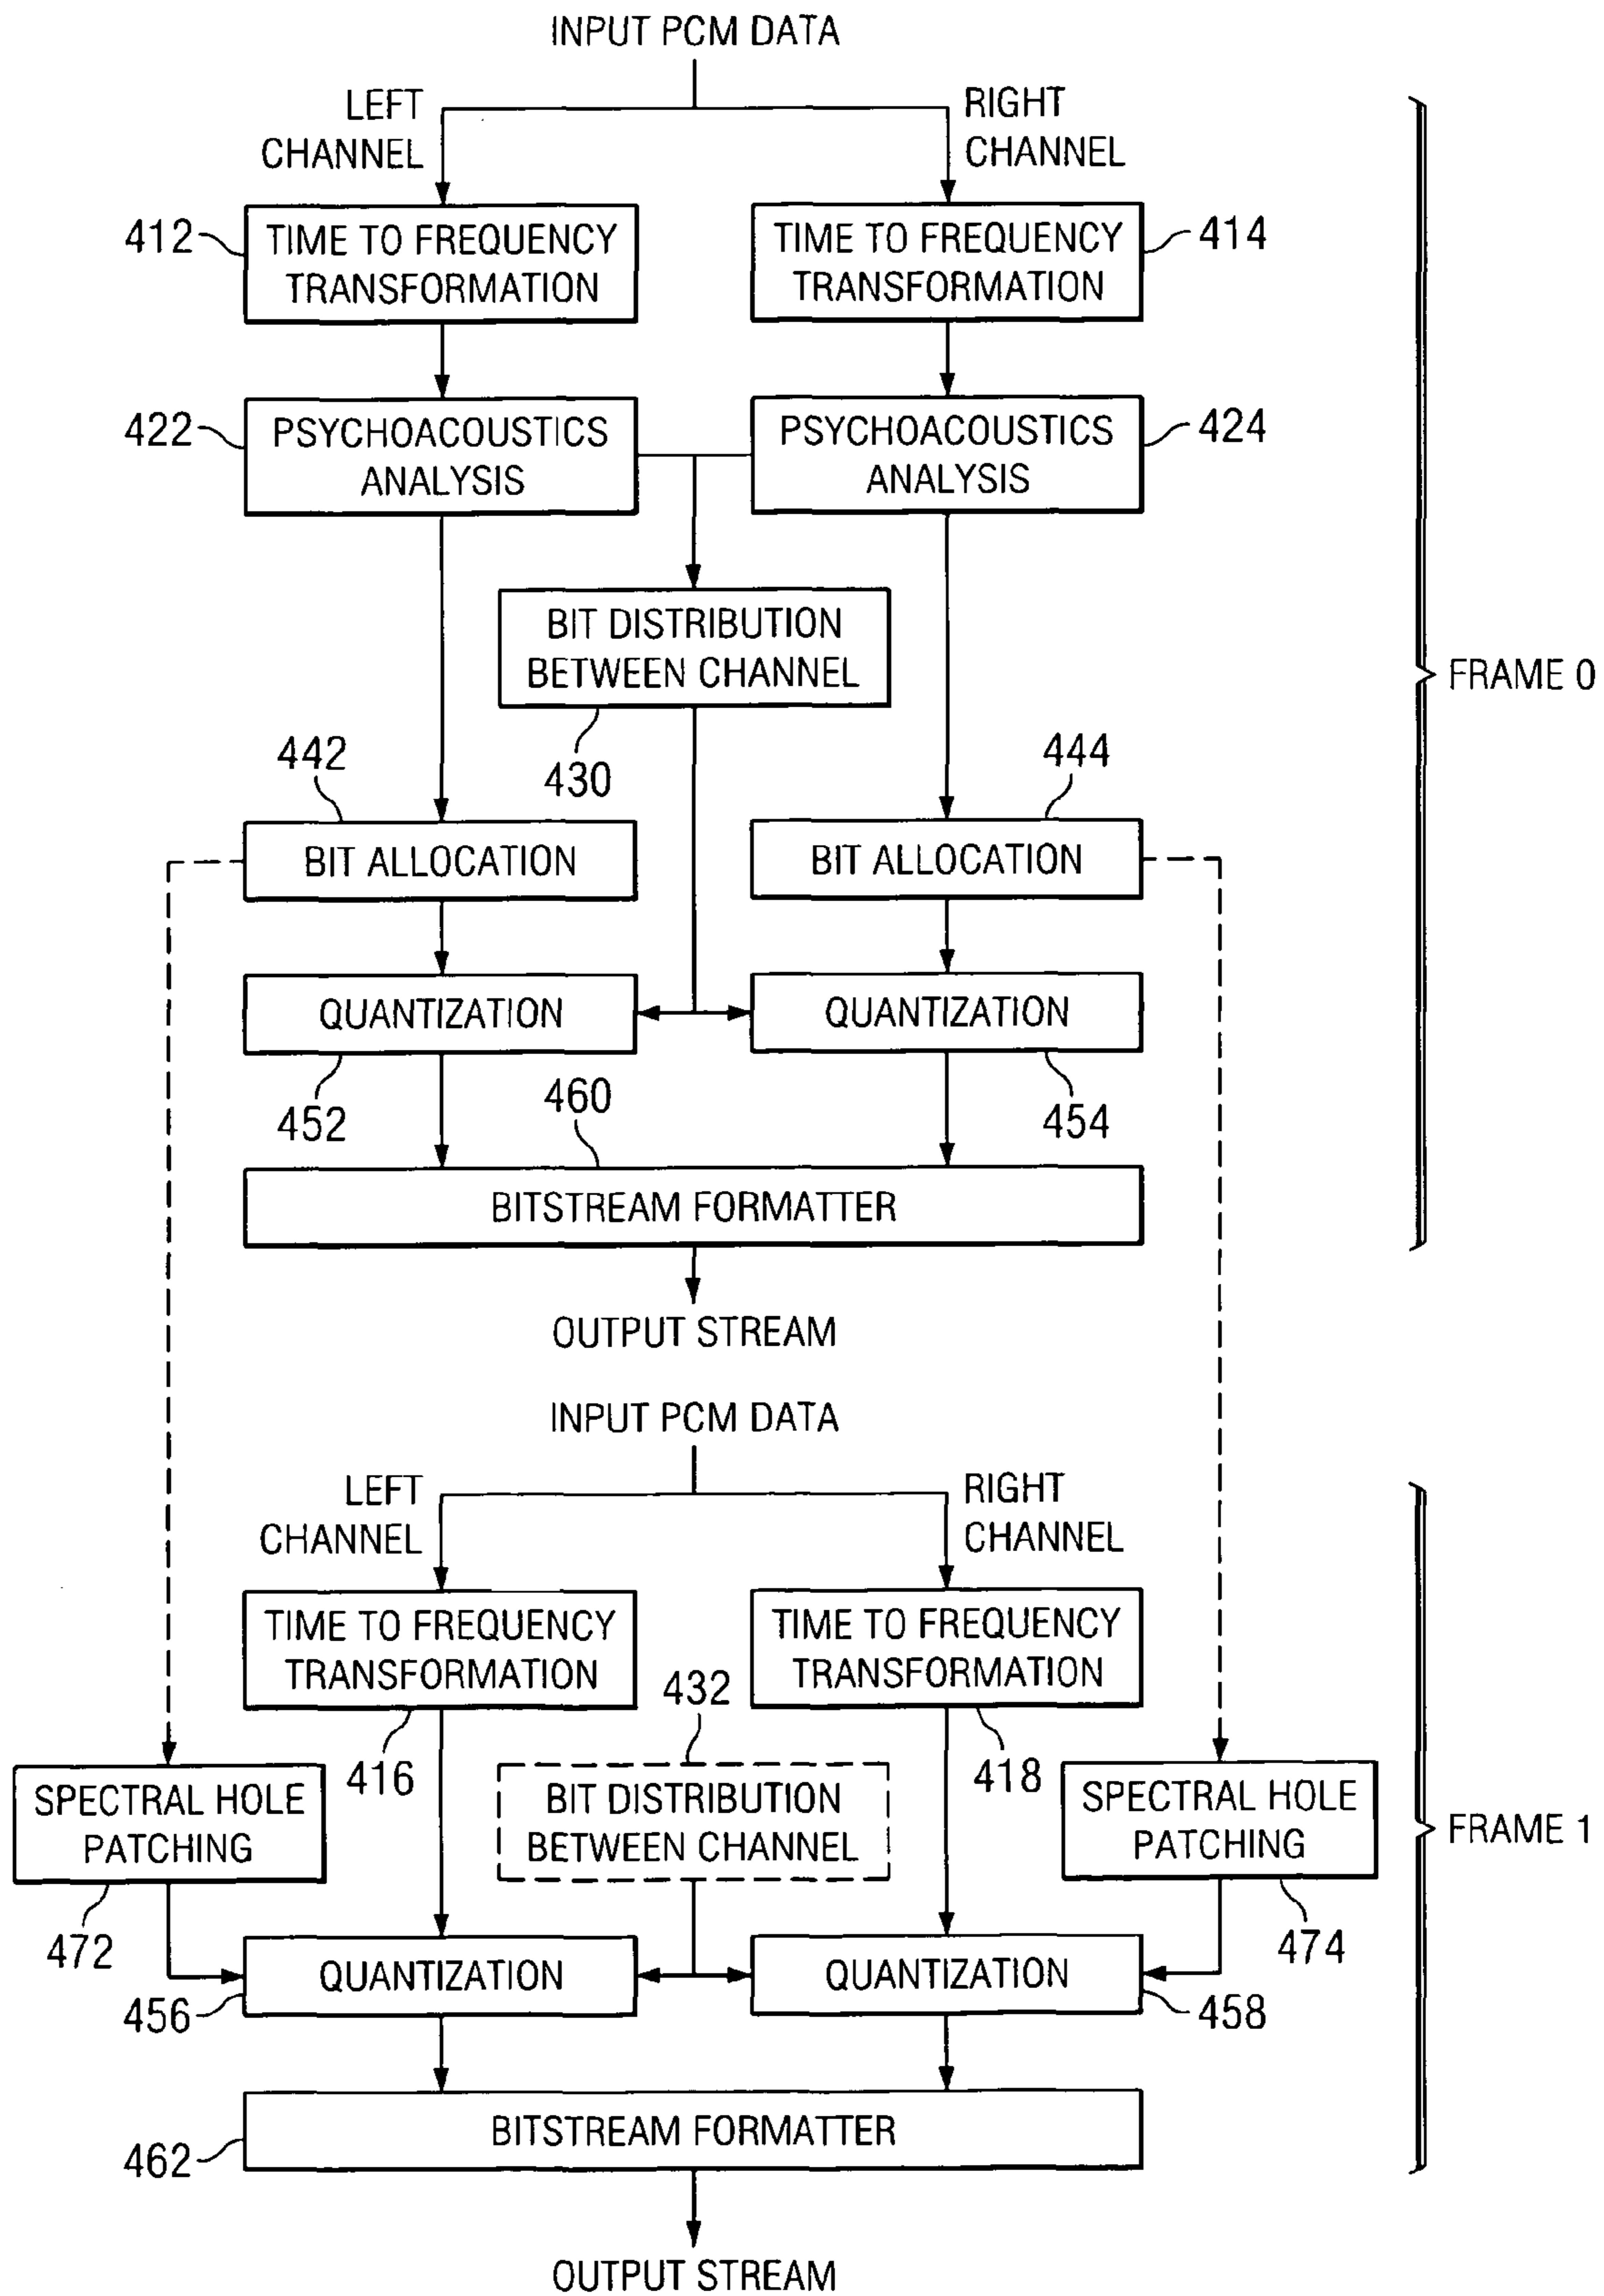 INPUT PCM DATA
LEFT
CHANNEL
RIGHT
CHANNEL
412
TIME TO FREQUENCY
TRANSFORMATION
TIME TO FREQUENCY
TRANSFORMATION
414
422
PSYCHOACOUSTICS
ANALYSIS
PSYCHOACOUSTICS
ANALYSIS
424
BIT DISTRIBUTION
BETWEEN CHANNEL
430
FRAME 0
442
444
BIT ALLOCATION
BIT ALLOCATION
QUANTIZATION
QUANTIZATION
452
460
454
BITSTREAM FORMATTER
OUTPUT STREAM
INPUT PCM DATA
LEFT
CHANNEL
RIGHT
CHANNEL
TIME TO FREQUENCY
TRANSFORMATION
TIME TO FREQUENCY
TRANSFORMATION
432
416
418
SPECTRAL HOLE
PATCHING
BIT DISTRIBUTION
BETWEEN CHANNEL
SPECTRAL HOLE
PATCHING
FRAME 1
472
474
QUANTIZATION
QUANTIZATION
456
458
BITSTREAM FORMATTER
462
OUTPUT STREAM